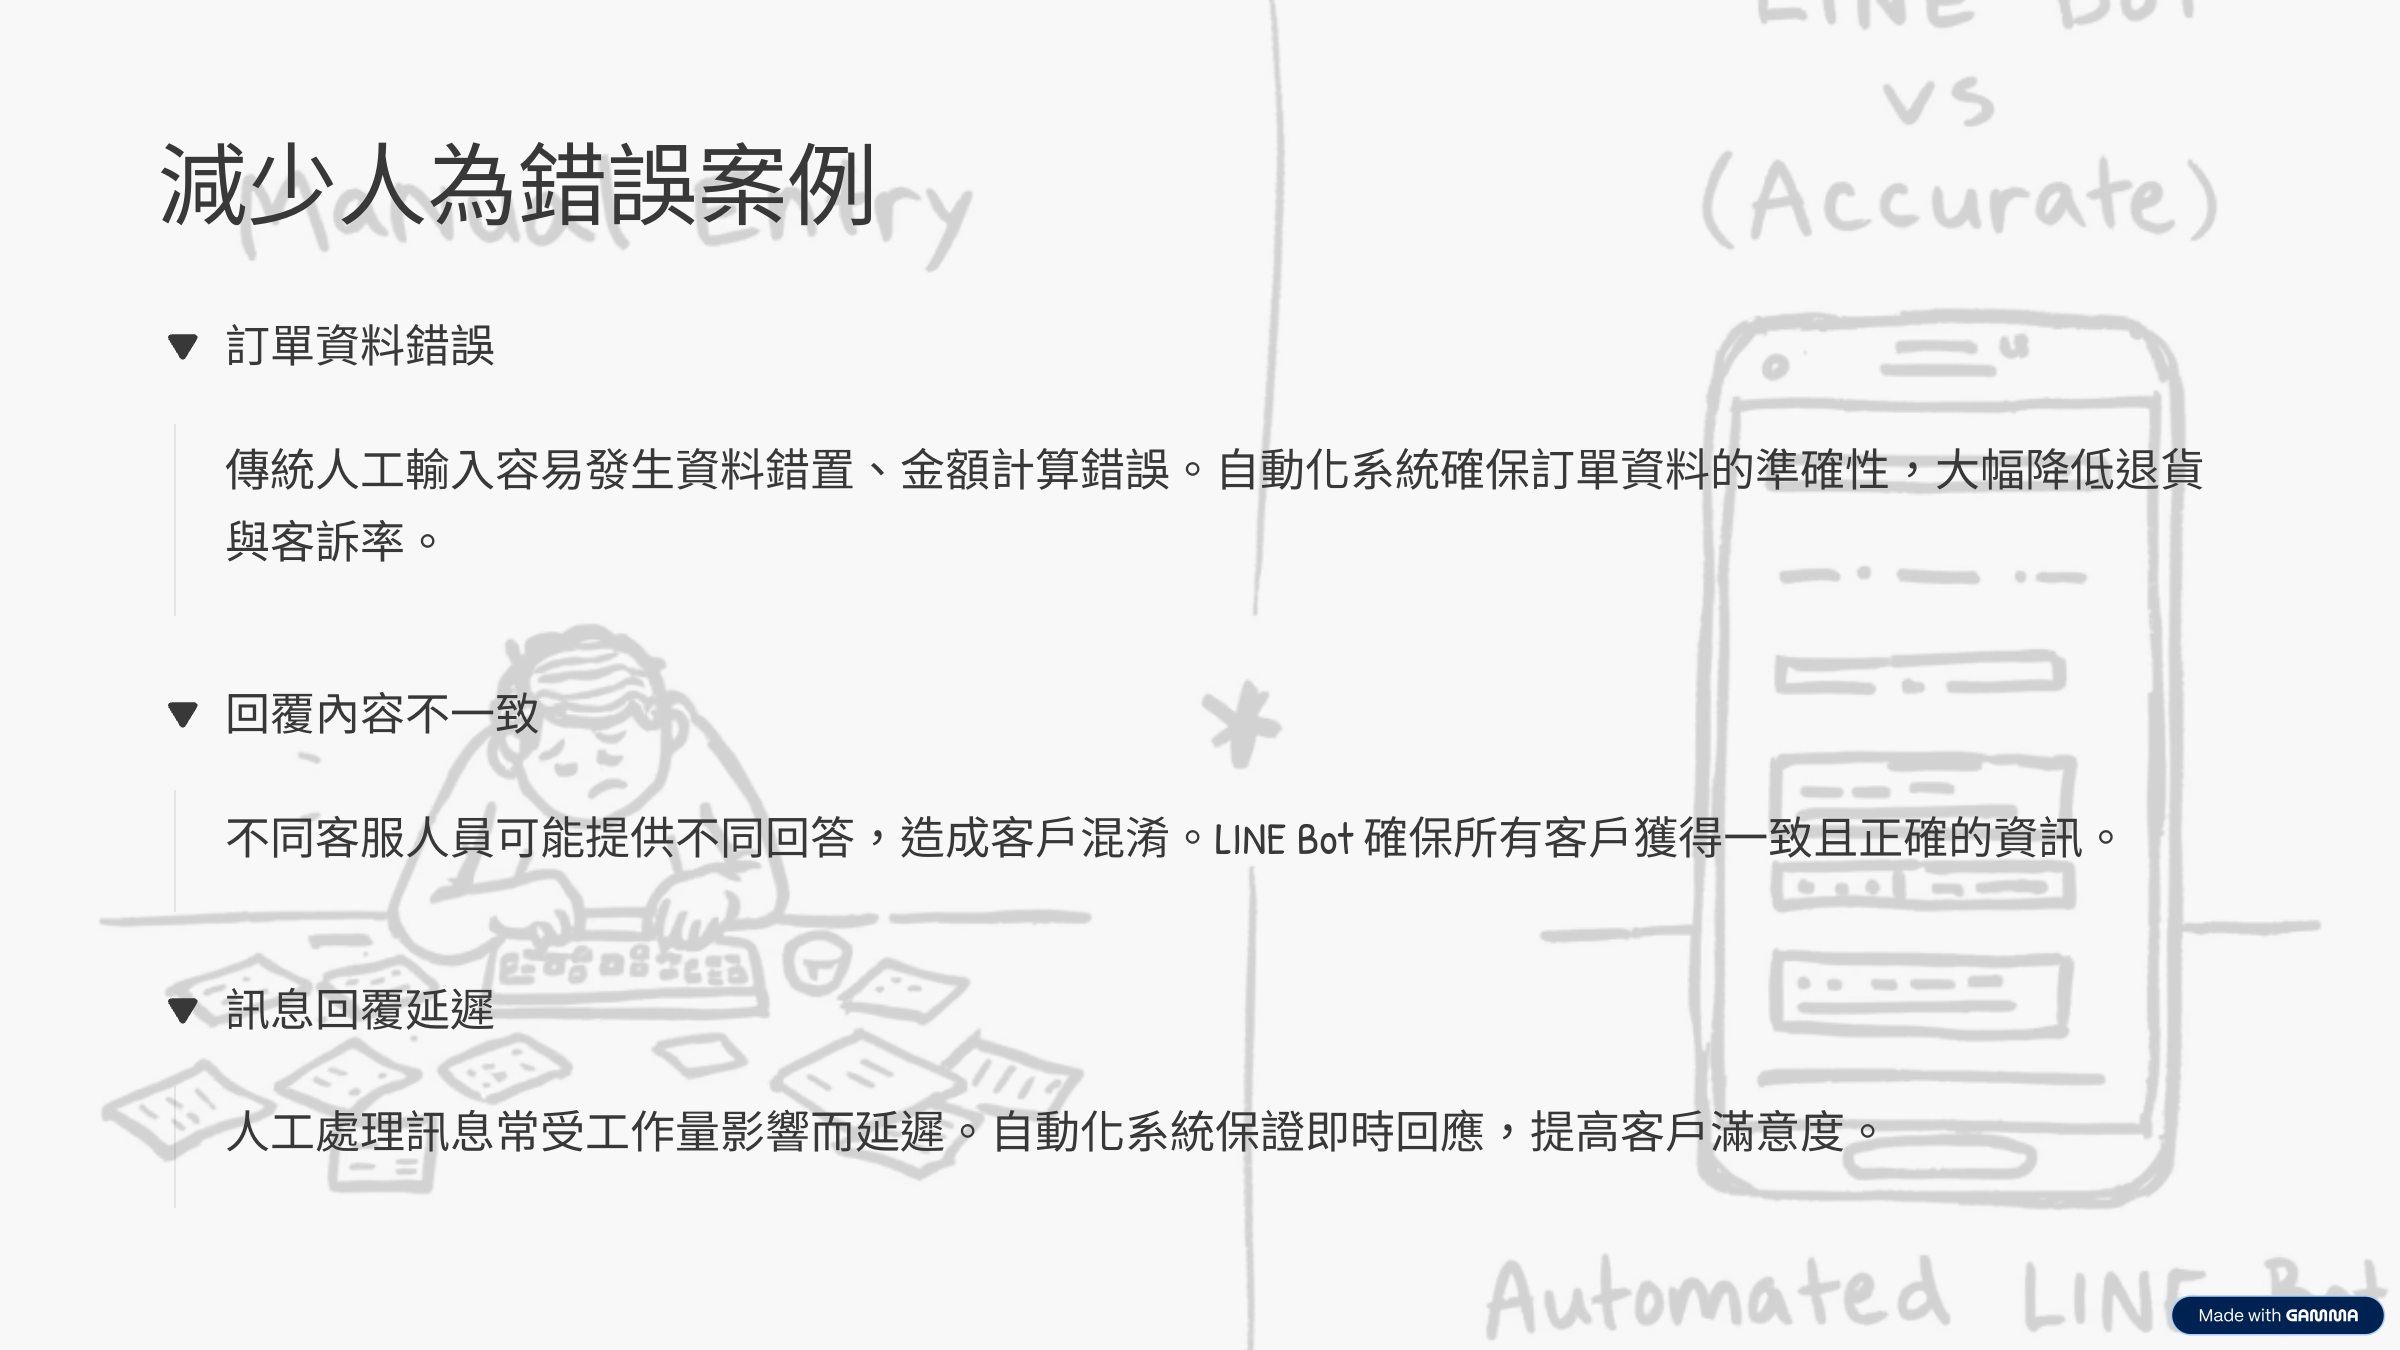 LINE Bot
vs
(Accurate)
減少人為錯誤案例
Manual Entry
訂單資料錯誤
傳統人工輸入容易發生資料錯置、金額計算錯誤。自動化系統確保訂單資料的準確性，大幅降低退貨
與客訴率。
回覆內容不一致
不同客服人員可能提供不同回答，造成客戶混淆。LINE Bot 確保所有客戶獲得一致且正確的資訊。
訊息回覆延遲
人工處理訊息常受工作量影響而延遲。自動化系統保證即時回應，提高客戶滿意度。
Automated LINE Bot
Made with GAMMA